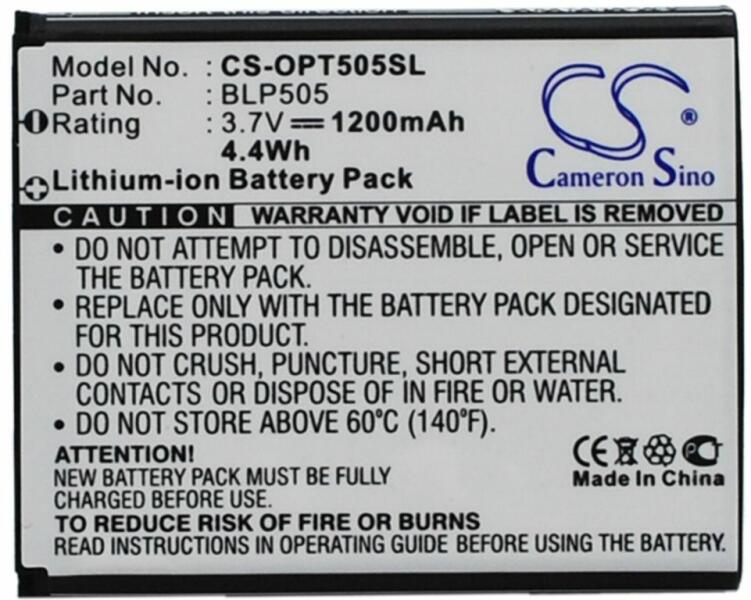 Model No. : CS-OPT505SL
Part No. : BLP505
Rating : 3.7V 1200mAh
4.4Wh
Lithium-ion Battery Pack
CS ®
Cameron Sino
CAUTION WARRANTY VOID IF LABEL IS REMOVED
• DO NOT ATTEMPT TO DISASSEMBLE, OPEN OR SERVICE
THE BATTERY PACK.
• REPLACE ONLY WITH THE BATTERY PACK DESIGNATED
FOR THIS PRODUCT.
• DO NOT CRUSH, PUNCTURE, SHORT EXTERNAL
CONTACTS OR DISPOSE OF IN FIRE OR WATER.
• DO NOT STORE ABOVE 60°C (140°F).
ATTENTION!
NEW BATTERY PACK MUST BE FULLY
CHARGED BEFORE USE.
CE
Made In China
TO REDUCE RISK OF FIRE OR BURNS
READ INSTRUCTIONS IN OPERATING GUIDE BEFORE USING THE BATTERY.